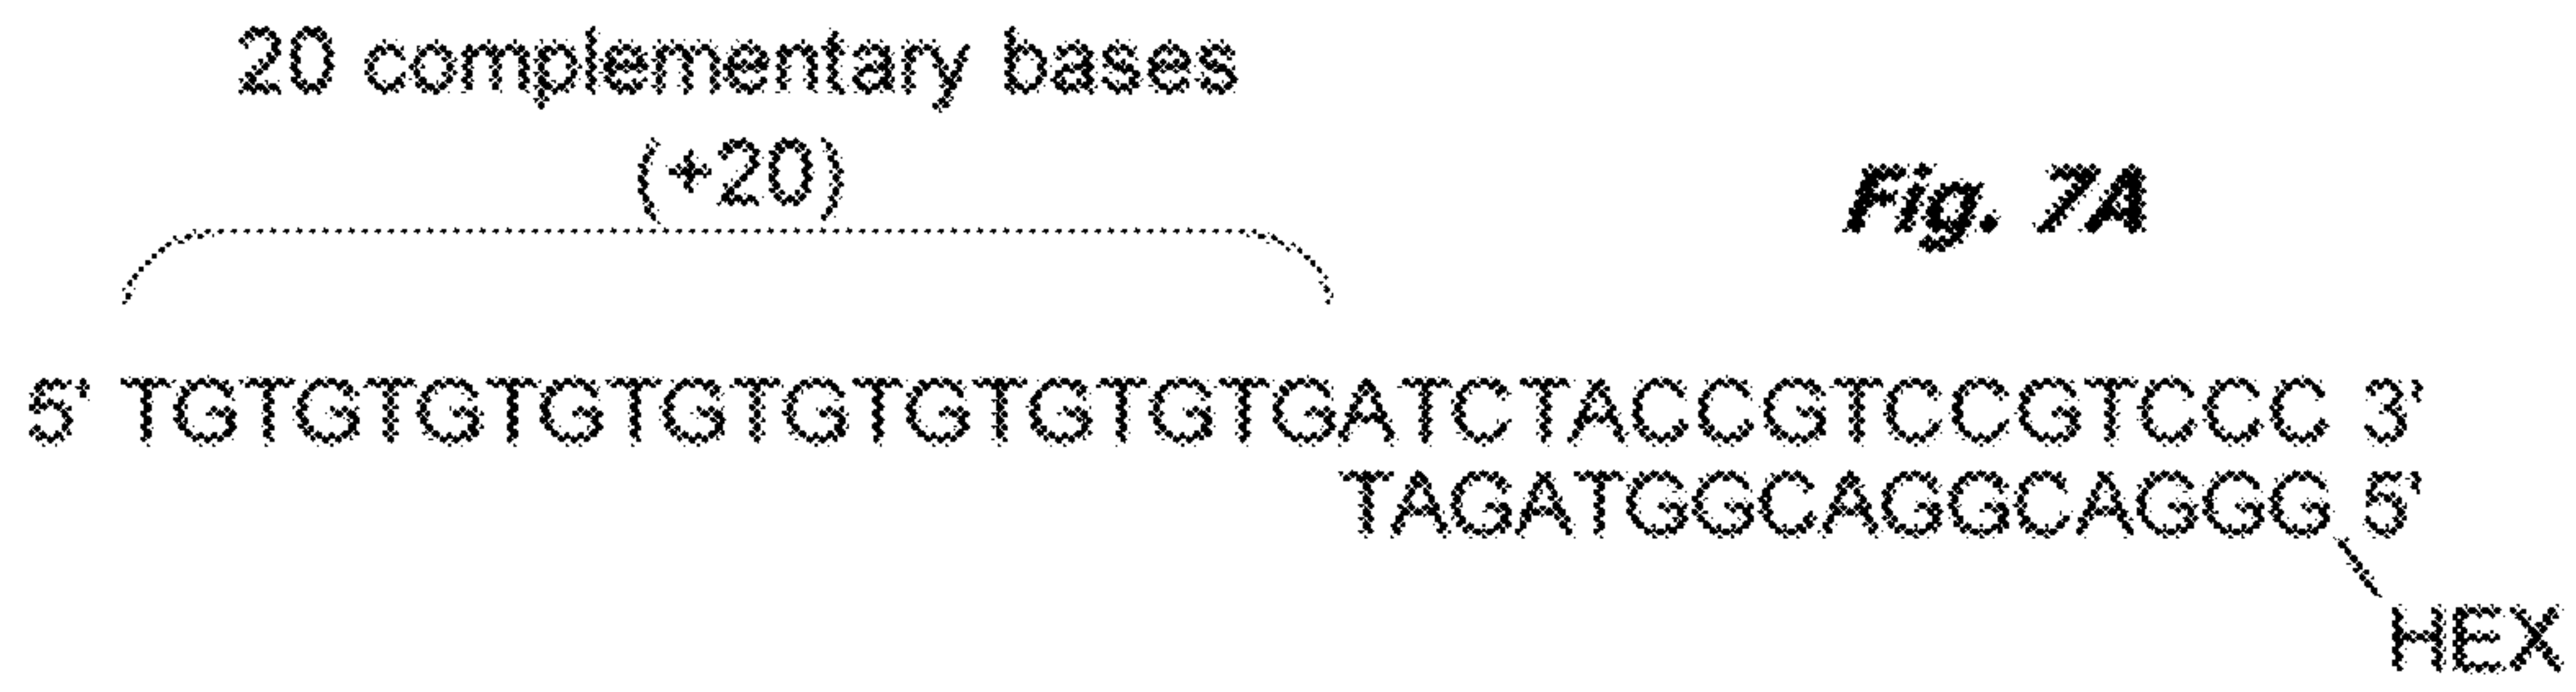 20 complementary bases
(+20)
Fig. 7A
5' TGTGTGTGTGTGTGTGTGTGATCTACCGTCCGTCCC 3'
TAGATGGCAGGCAGGG 5'
HEX